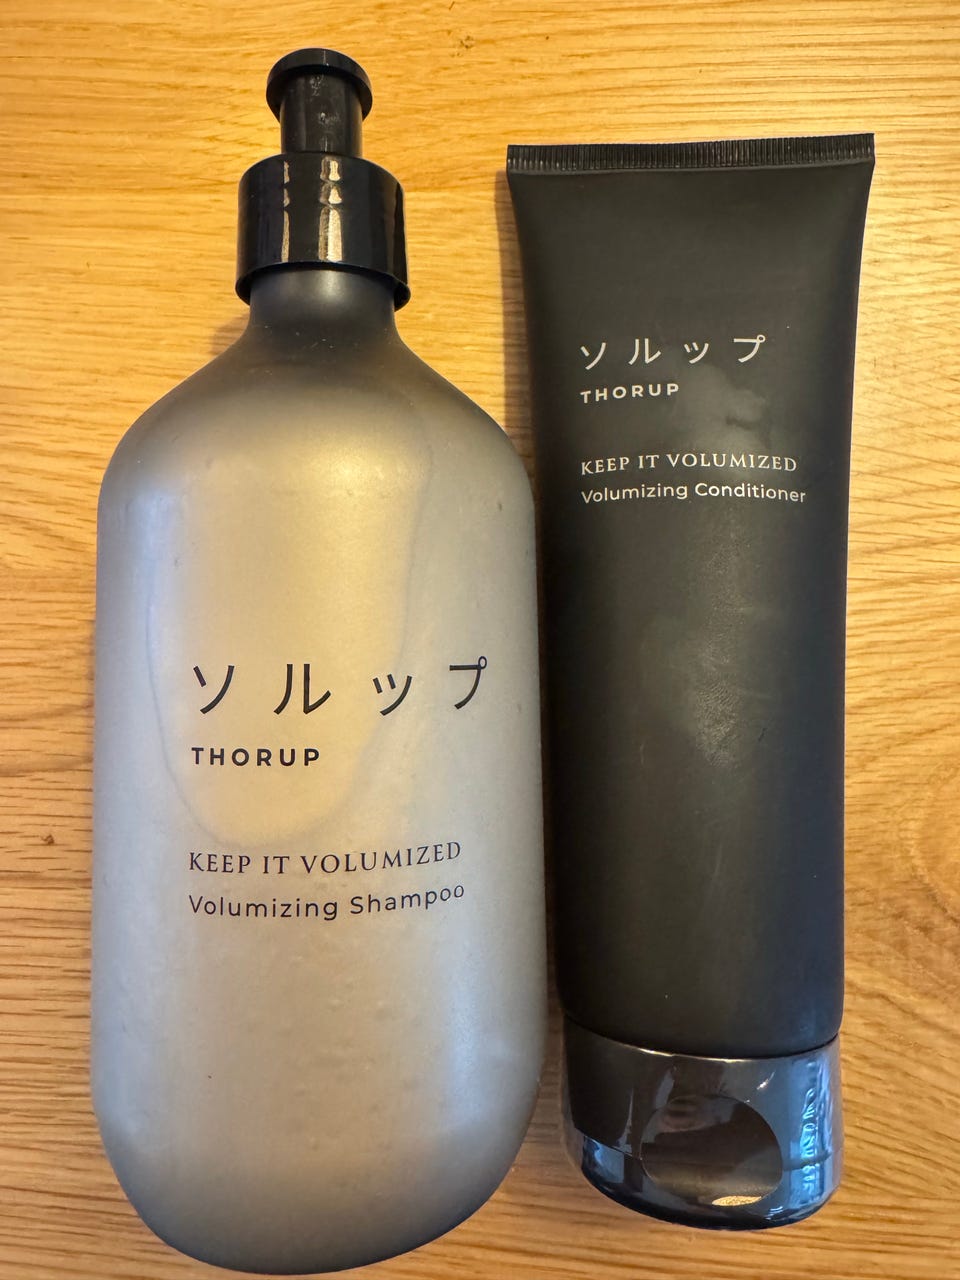 ソルップ
THORUP
KEEP IT VOLUMIZED
Volumizing Shampoo
ソルップ
THORUP
KEEP IT VOLUMIZED
Volumizing Conditioner